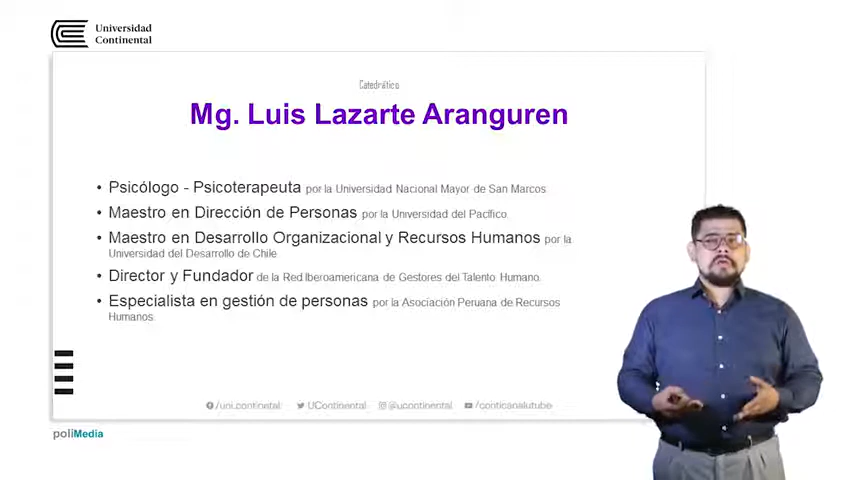 Universidad
Continental
Catedrático
Mg. Luis Lazarte Aranguren
• Psicólogo - Psicoterapeuta por la Universidad Nacional Mayor de San Marcos
• Maestro en Dirección de Personas por la Universidad del Pacífico.
• Maestro en Desarrollo Organizacional y Recursos Humanos por la
Universidad del Desarrollo de Chile
• Director y Fundador de la Red Iberoamericana de Gestores del Talento Humano.
• Especialista en gestión de personas por la Asociación Peruana de Recursos
Humanos.
/uni.continetal UContinental @ucontinental /conticanalutube
poliMedia